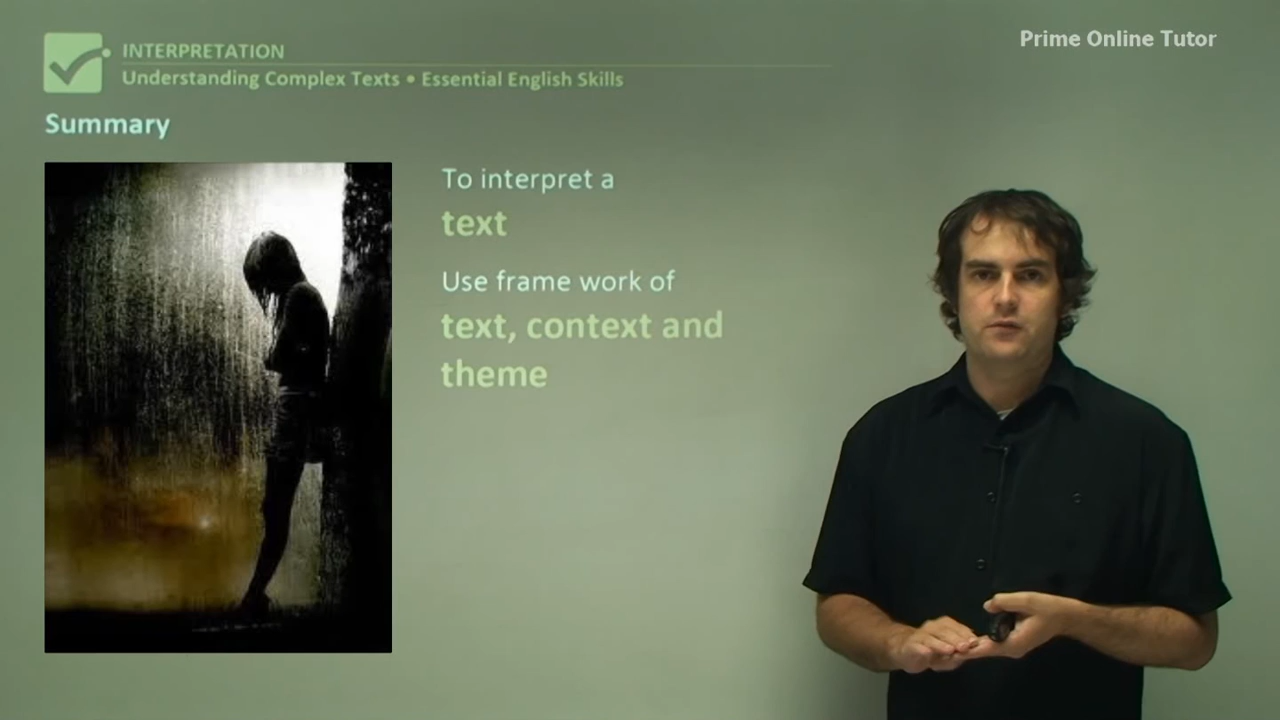 Prime Online Tutor
INTERPRETATION
Understanding Complex Texts • Essential English Skills
Summary
To interpret a
text
Use frame work of
text, context and
theme